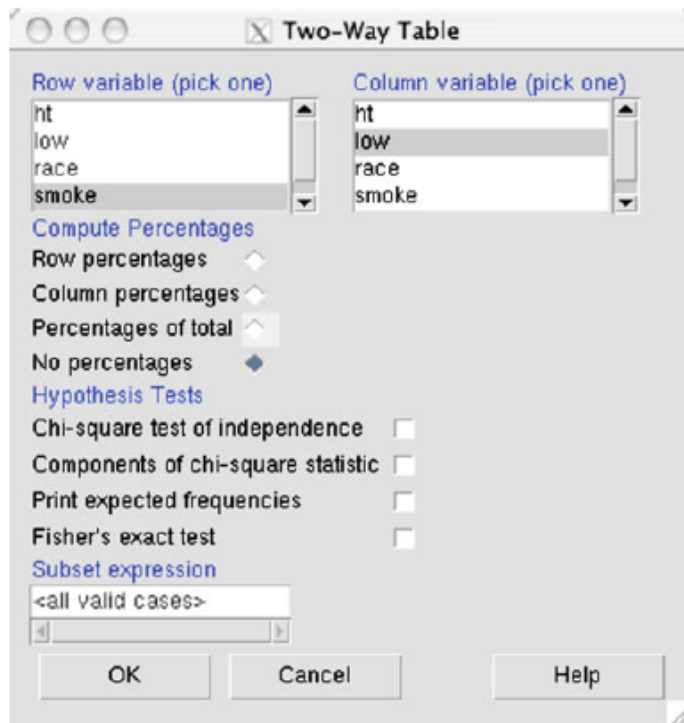 Two-Way Table
Row variable (pick one)
ht
low
race
smoke
Column variable (pick one)
ht
low
race
smoke
Compute Percentages
Row percentages
Column percentages
Percentages of total
No percentages
Hypothesis Tests
Chi-square test of independence
Components of chi-square statistic
Print expected frequencies
Fisher's exact test
Subset expression
<all valid cases>
OK
Cancel
Help